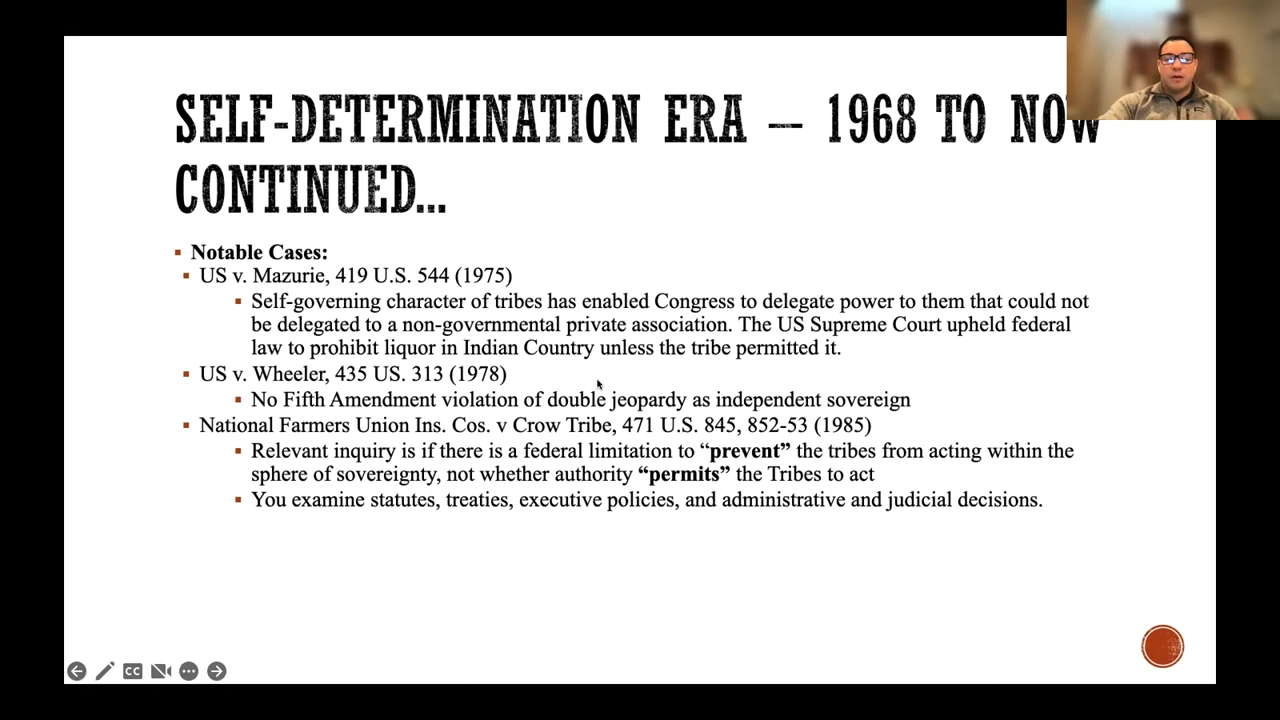 SELF-DETERMINATION ERA – 1968 TO NOW
CONTINUED...
Notable Cases:
US v. Mazurie, 419 U.S. 544 (1975)
Self-governing character of tribes has enabled Congress to delegate power to them that could not
be delegated to a non-governmental private association. The US Supreme Court upheld federal
law to prohibit liquor in Indian Country unless the tribe permitted it.
US v. Wheeler, 435 US. 313 (1978)
No Fifth Amendment violation of double jeopardy as independent sovereign
National Farmers Union Ins. Cos. v Crow Tribe, 471 U.S. 845, 852-53 (1985)
Relevant inquiry is if there is a federal limitation to “prevent” the tribes from acting within the
sphere of sovereignty, not whether authority “permits” the Tribes to act
You examine statutes, treaties, executive policies, and administrative and judicial decisions.
CC